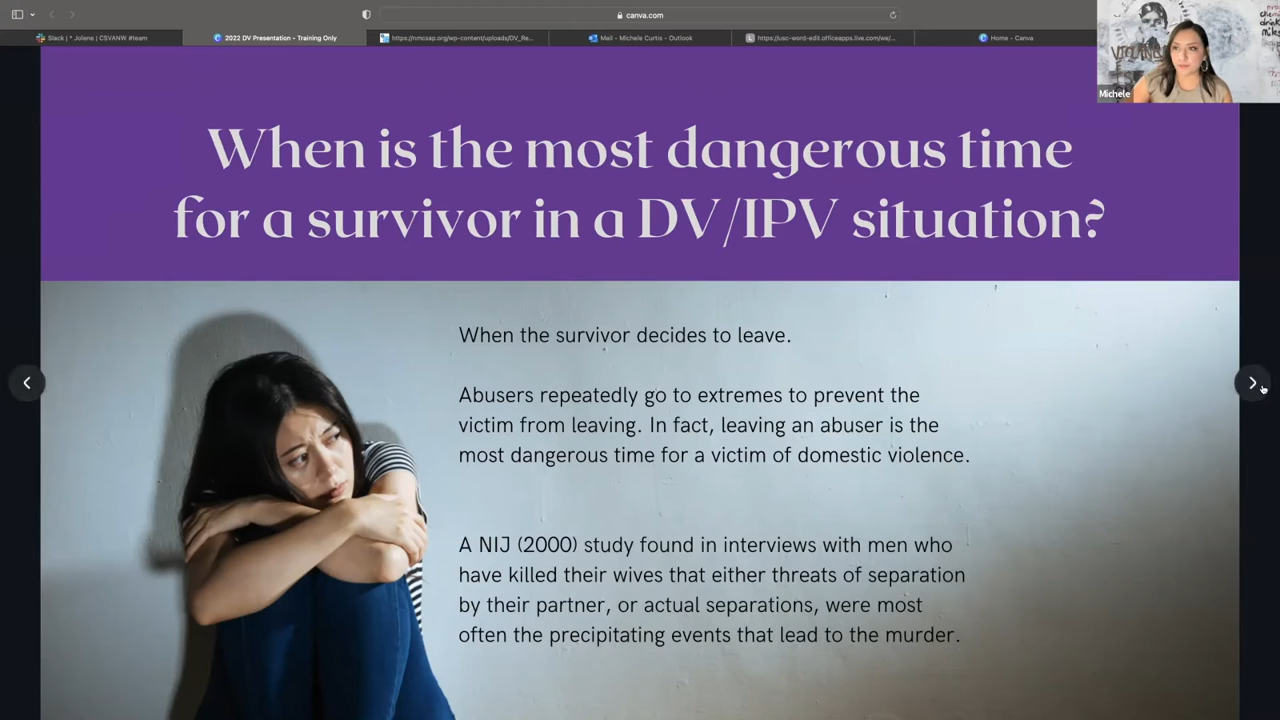 canva.com
Slack | * Jolene | CSVANW #team
2022 DV Presentation - Training Only
https://nmcsap.org/wp-content/uploads/DV_Re...
Mail - Michele Curtis - Outlook
https://usc-word-edit.officeapps.live.com/we/...
Home - Canva
Michele
When is the most dangerous time
for a survivor in a DV/IPV situation?
When the survivor decides to leave.
Abusers repeatedly go to extremes to prevent the
victim from leaving. In fact, leaving an abuser is the
most dangerous time for a victim of domestic violence.
A NIJ (2000) study found in interviews with men who
have killed their wives that either threats of separation
by their partner, or actual separations, were most
often the precipitating events that lead to the murder.